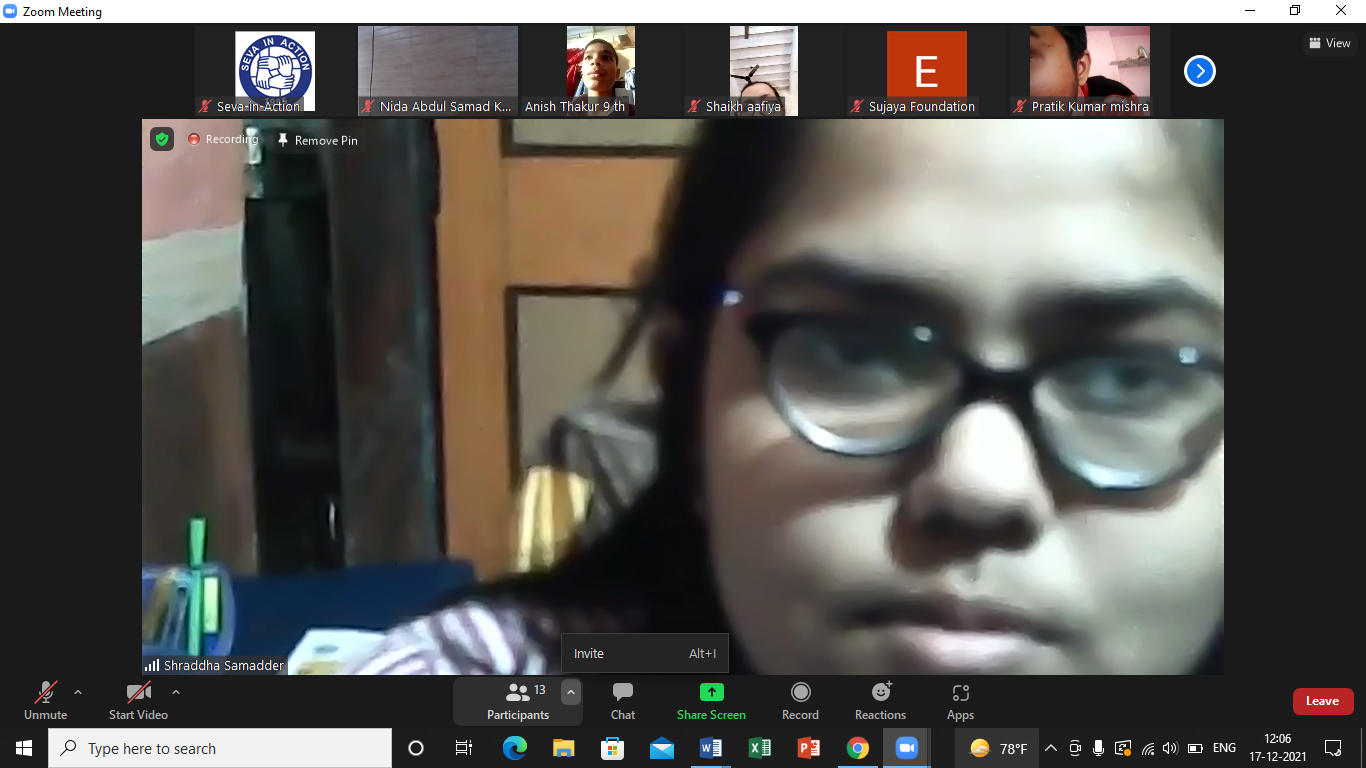 Zoom Meeting
SEVA IN ACTION
E
View
Seva-in-Action
Nida Abdul Samad K...
Anish Thakur 9 th
Shaikh aafiya
Sujaya Foundation
Pratik Kumar mishra
Recording
Remove Pin
Invite Alt+I
Shraddha Samadder
13
Unmute
Start Video
Participants
Chat
Share Screen
Record
Reactions
Apps
Leave
Type here to search
78°F
ENG
12:06
17-12-2021